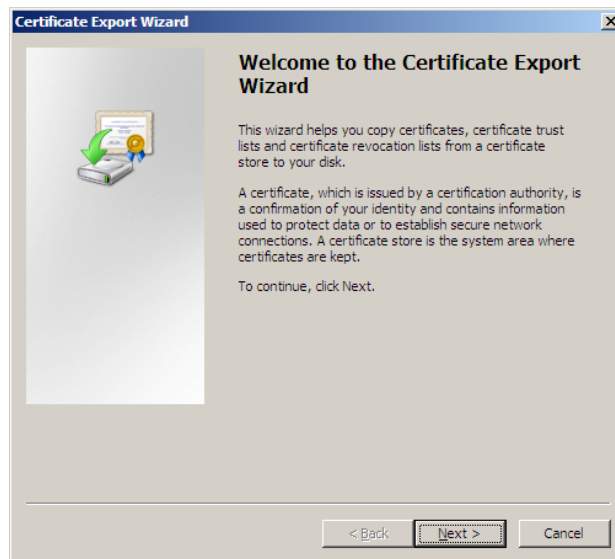 Certificate Export Wizard
Welcome to the Certificate Export
Wizard
This wizard helps you copy certificates, certificate trust
lists and certificate revocation lists from a certificate
store to your disk.
A certificate, which is issued by a certification authority, is
a confirmation of your identity and contains information
used to protect data or to establish secure network
connections. A certificate store is the system area where
certificates are kept.
To continue, click Next.
< Back
Next >
Cancel